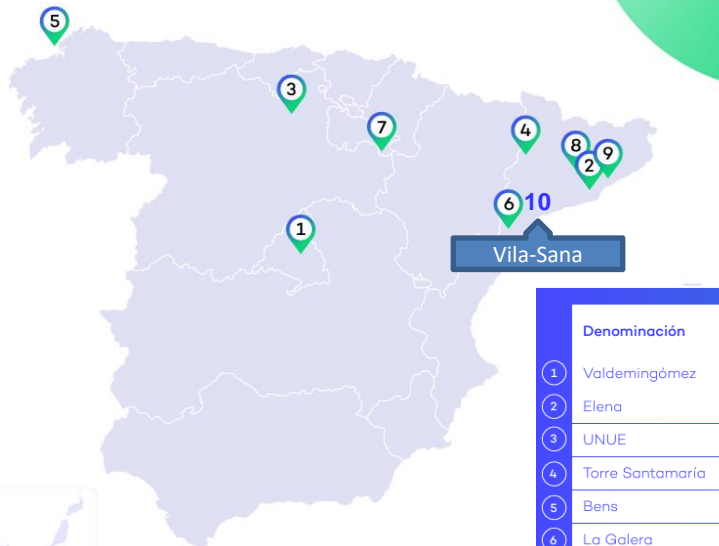 5
3
7
4
8
9
2
6 10
1
Vila-Sana
Denominación
1 Valdemingómez
2 Elena
3 UNUE
4 Torre Santamaría
5 Bens
6 La Galera